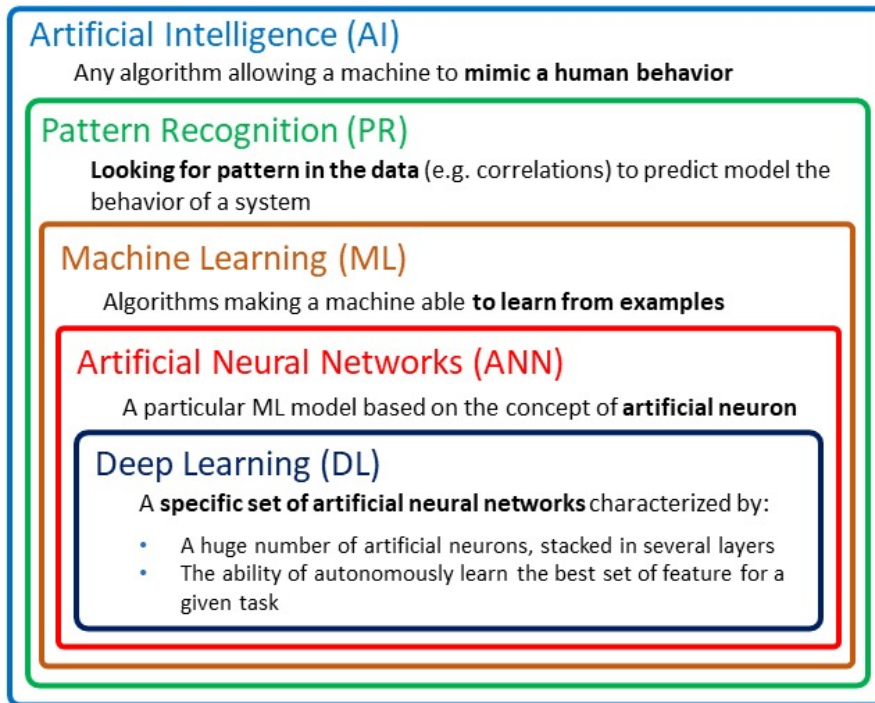 Artificial Intelligence (AI)
Any algorithm allowing a machine to mimic a human behavior
Pattern Recognition (PR)
Looking for pattern in the data (e.g. correlations) to predict model the
behavior of a system
Machine Learning (ML)
Algorithms making a machine able to learn from examples
Artificial Neural Networks (ANN)
A particular ML model based on the concept of artificial neuron
Deep Learning (DL)
A specific set of artificial neural networks characterized by:
• A huge number of artificial neurons, stacked in several layers
• The ability of autonomously learn the best set of feature for a
given task